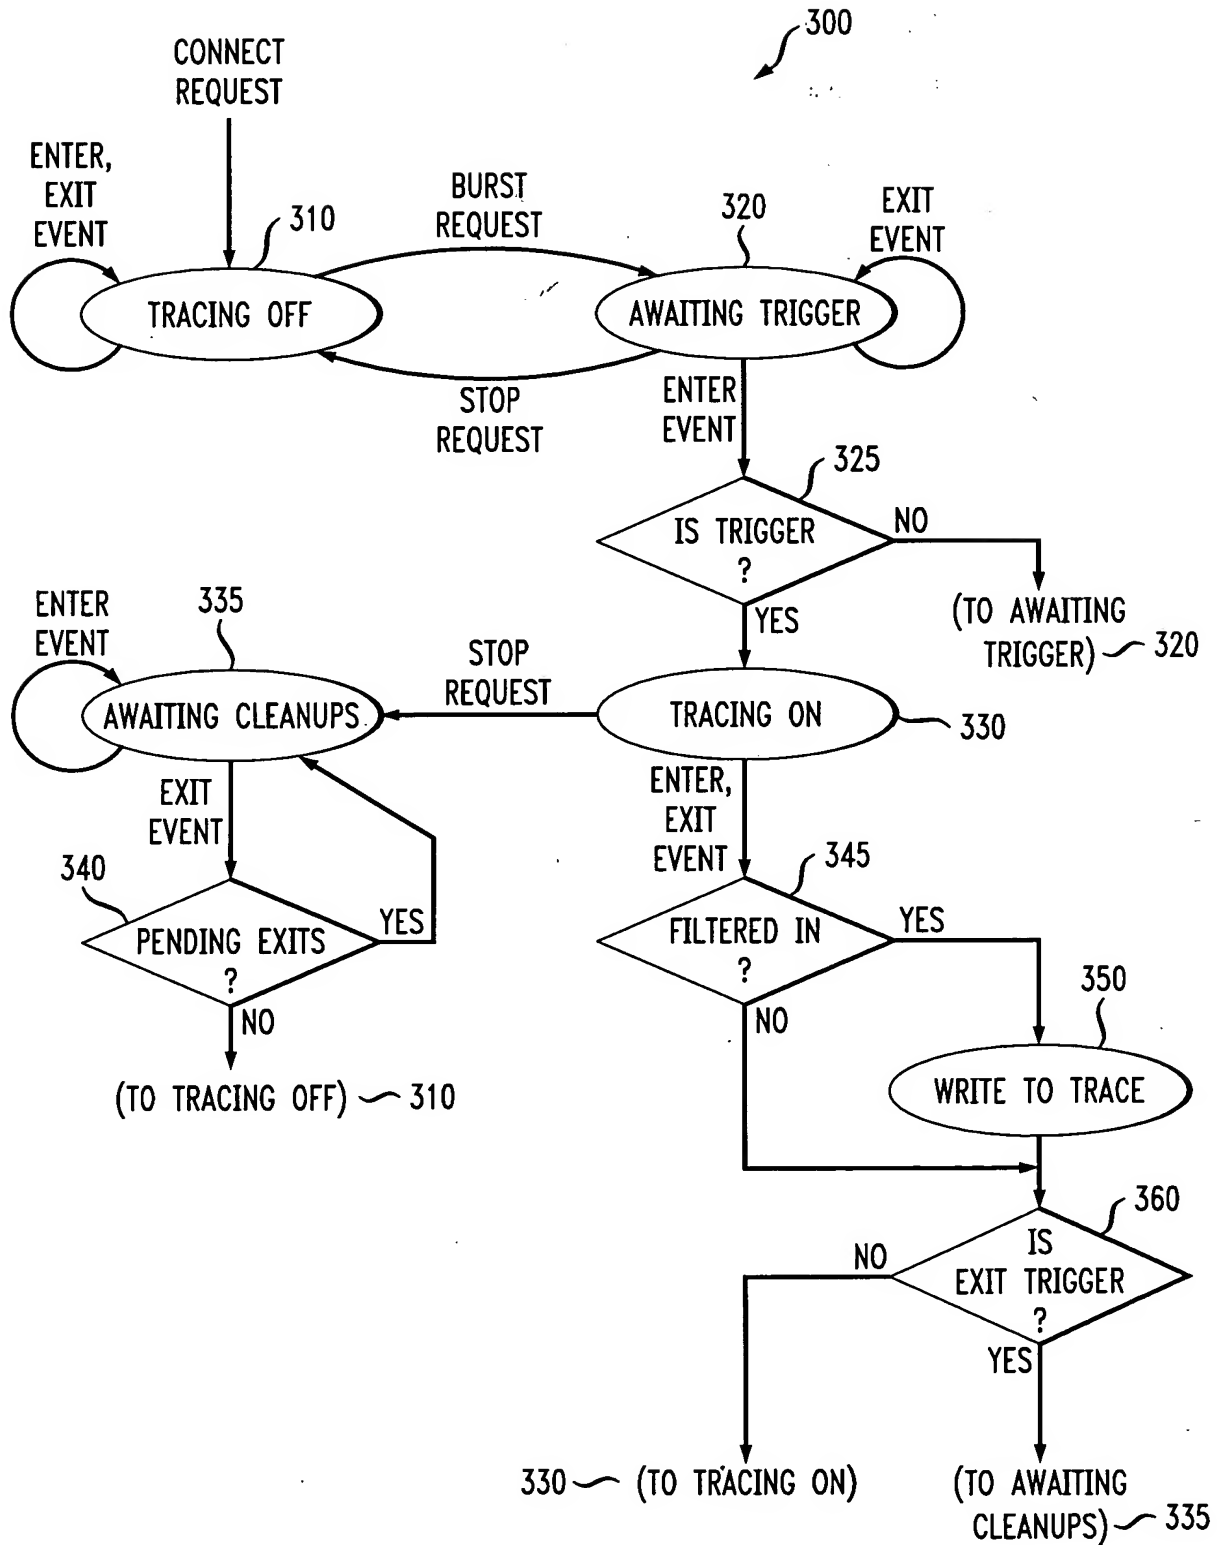 300
CONNECT
REQUEST
ENTER,
EXIT
EVENT
310
BURST
REQUEST
320
EXIT
EVENT
TRACING OFF
AWAITING TRIGGER
STOP
REQUEST
ENTER
EVENT
325
IS TRIGGER
?
NO
YES
(TO AWAITING
TRIGGER) 320
ENTER
EVENT
335
STOP
REQUEST
AWAITING CLEANUPS
TRACING ON
330
EXIT
EVENT
ENTER,
EXIT
EVENT
340
345
PENDING EXITS
?
YES
NO
FILTERED IN
?
YES
NO
350
(TO TRACING OFF) 310
WRITE TO TRACE
360
IS
EXIT TRIGGER
?
NO
YES
330 (TO TRACING ON)
(TO AWAITING
CLEANUPS) 335